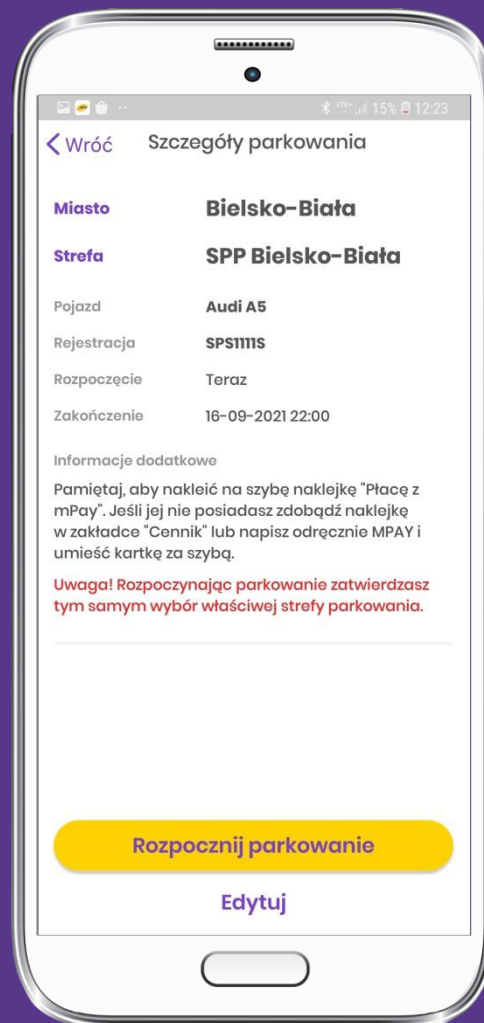 15% 12:23
Wróć Szczegóły parkowania
Miasto Bielsko-Biała
Strefa SPP Bielsko-Biała
Pojazd Audi A5
Rejestracja SPS1111S
Rozpoczęcie Teraz
Zakończenie 16-09-2021 22:00
Informacje dodatkowe
Pamiętaj, aby nakleić na szybę naklejkę "Płacę z
mPay". Jeśli jej nie posiadasz zdobądź naklejkę
w zakładce "Cennik" lub napisz odręcznie MPAY i
umieść kartkę za szybą.
Uwaga! Rozpoczynając parkowanie zatwierdzasz
tym samym wybór właściwej strefy parkowania.
Rozpocznij parkowanie
Edytuj